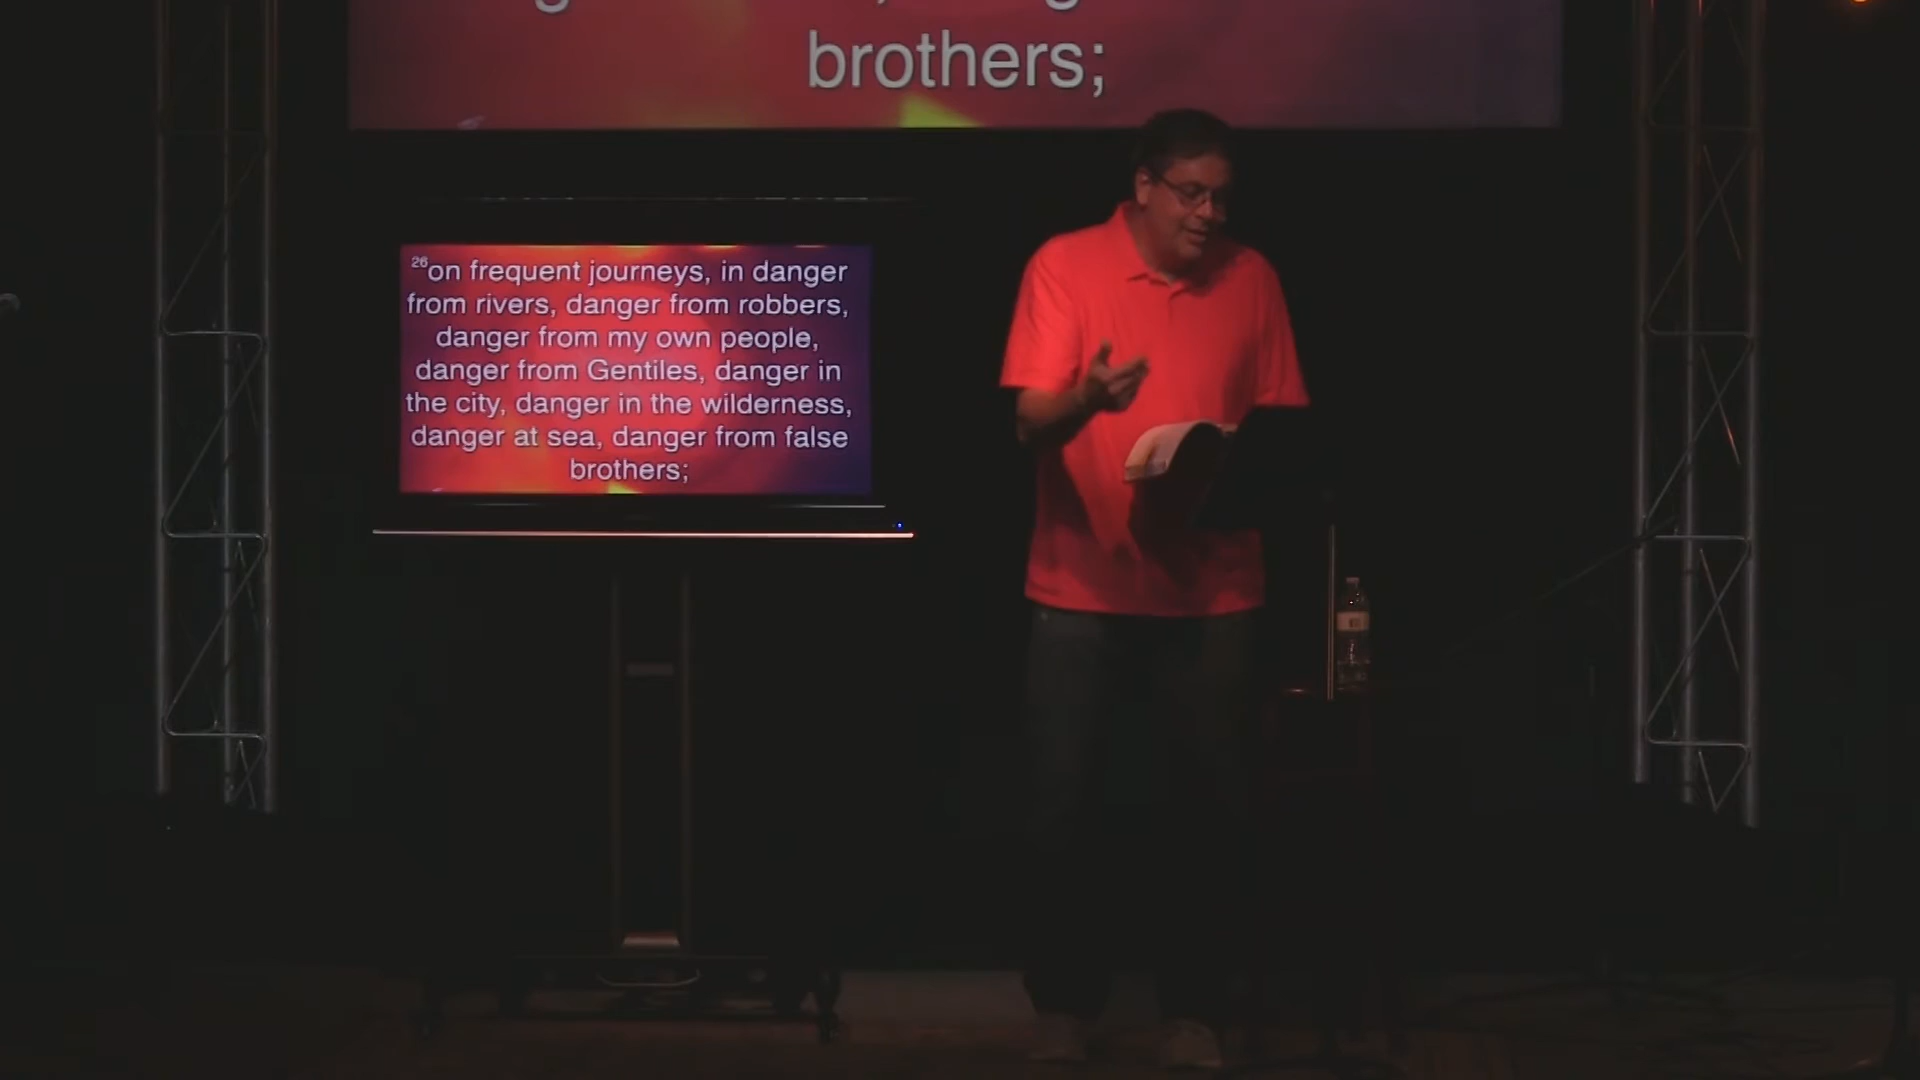 brothers;
26on frequent journeys, in danger
from rivers, danger from robbers,
danger from my own people,
danger from Gentiles, danger in
the city, danger in the wilderness,
danger at sea, danger from false
brothers;